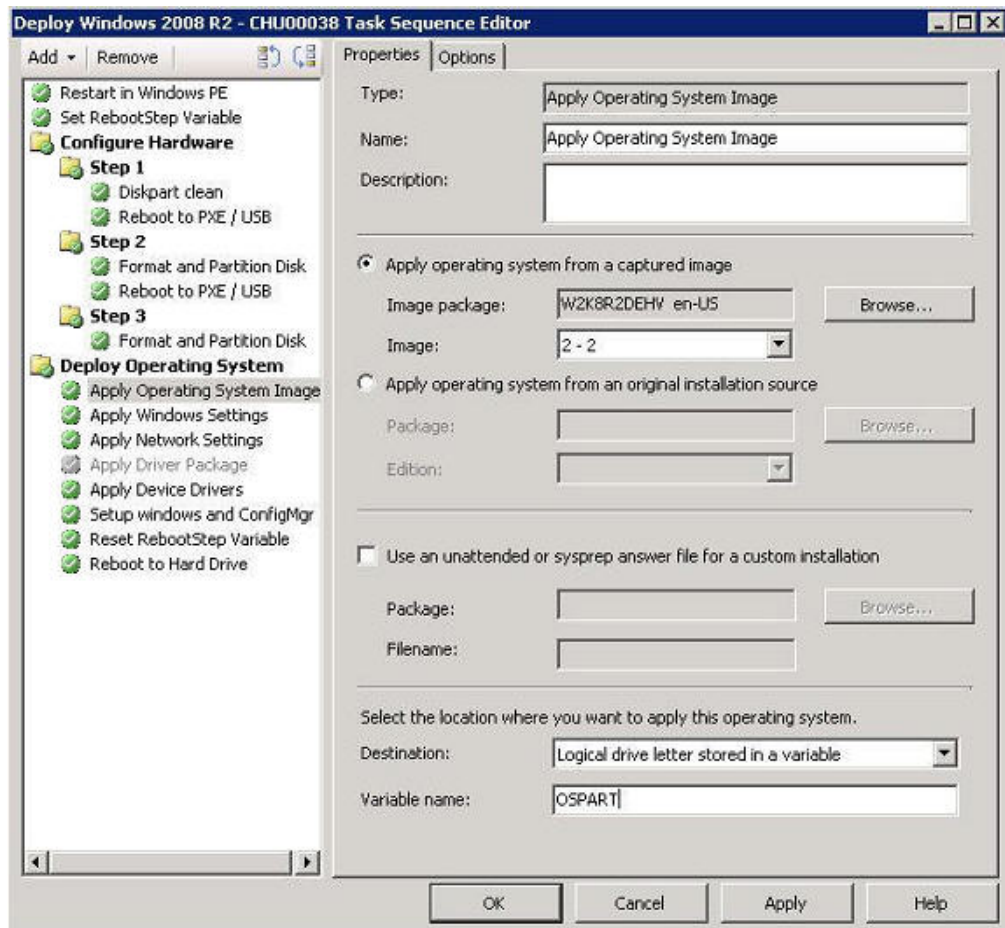 Deploy Windows 2008 R2 - CHU00038 Task Sequence Editor
Add Remove
Restart in Windows PE
Set RebootStep Variable
Configure Hardware
Step 1
Diskpart clean
Reboot to PXE / USB
Step 2
Format and Partition Disk
Reboot to PXE / USB
Step 3
Format and Partition Disk
Deploy Operating System
Apply Operating System Image
Apply Windows Settings
Apply Network Settings
Apply Driver Package
Apply Device Drivers
Setup windows and ConfigMgr
Reset RebootStep Variable
Reboot to Hard Drive
Properties Options
Type: Apply Operating System Image
Name: Apply Operating System Image
Description:
Apply operating system from a captured image
Image package: W2K8R2DEHV en-US Browse...
Image: 2 - 2
Apply operating system from an original installation source
Package: Browse...
Edition:
Use an unattended or sysprep answer file for a custom installation
Package: Browse...
Filename:
Select the location where you want to apply this operating system.
Destination: Logical drive letter stored in a variable
Variable name: OSPART
OK Cancel Apply Help